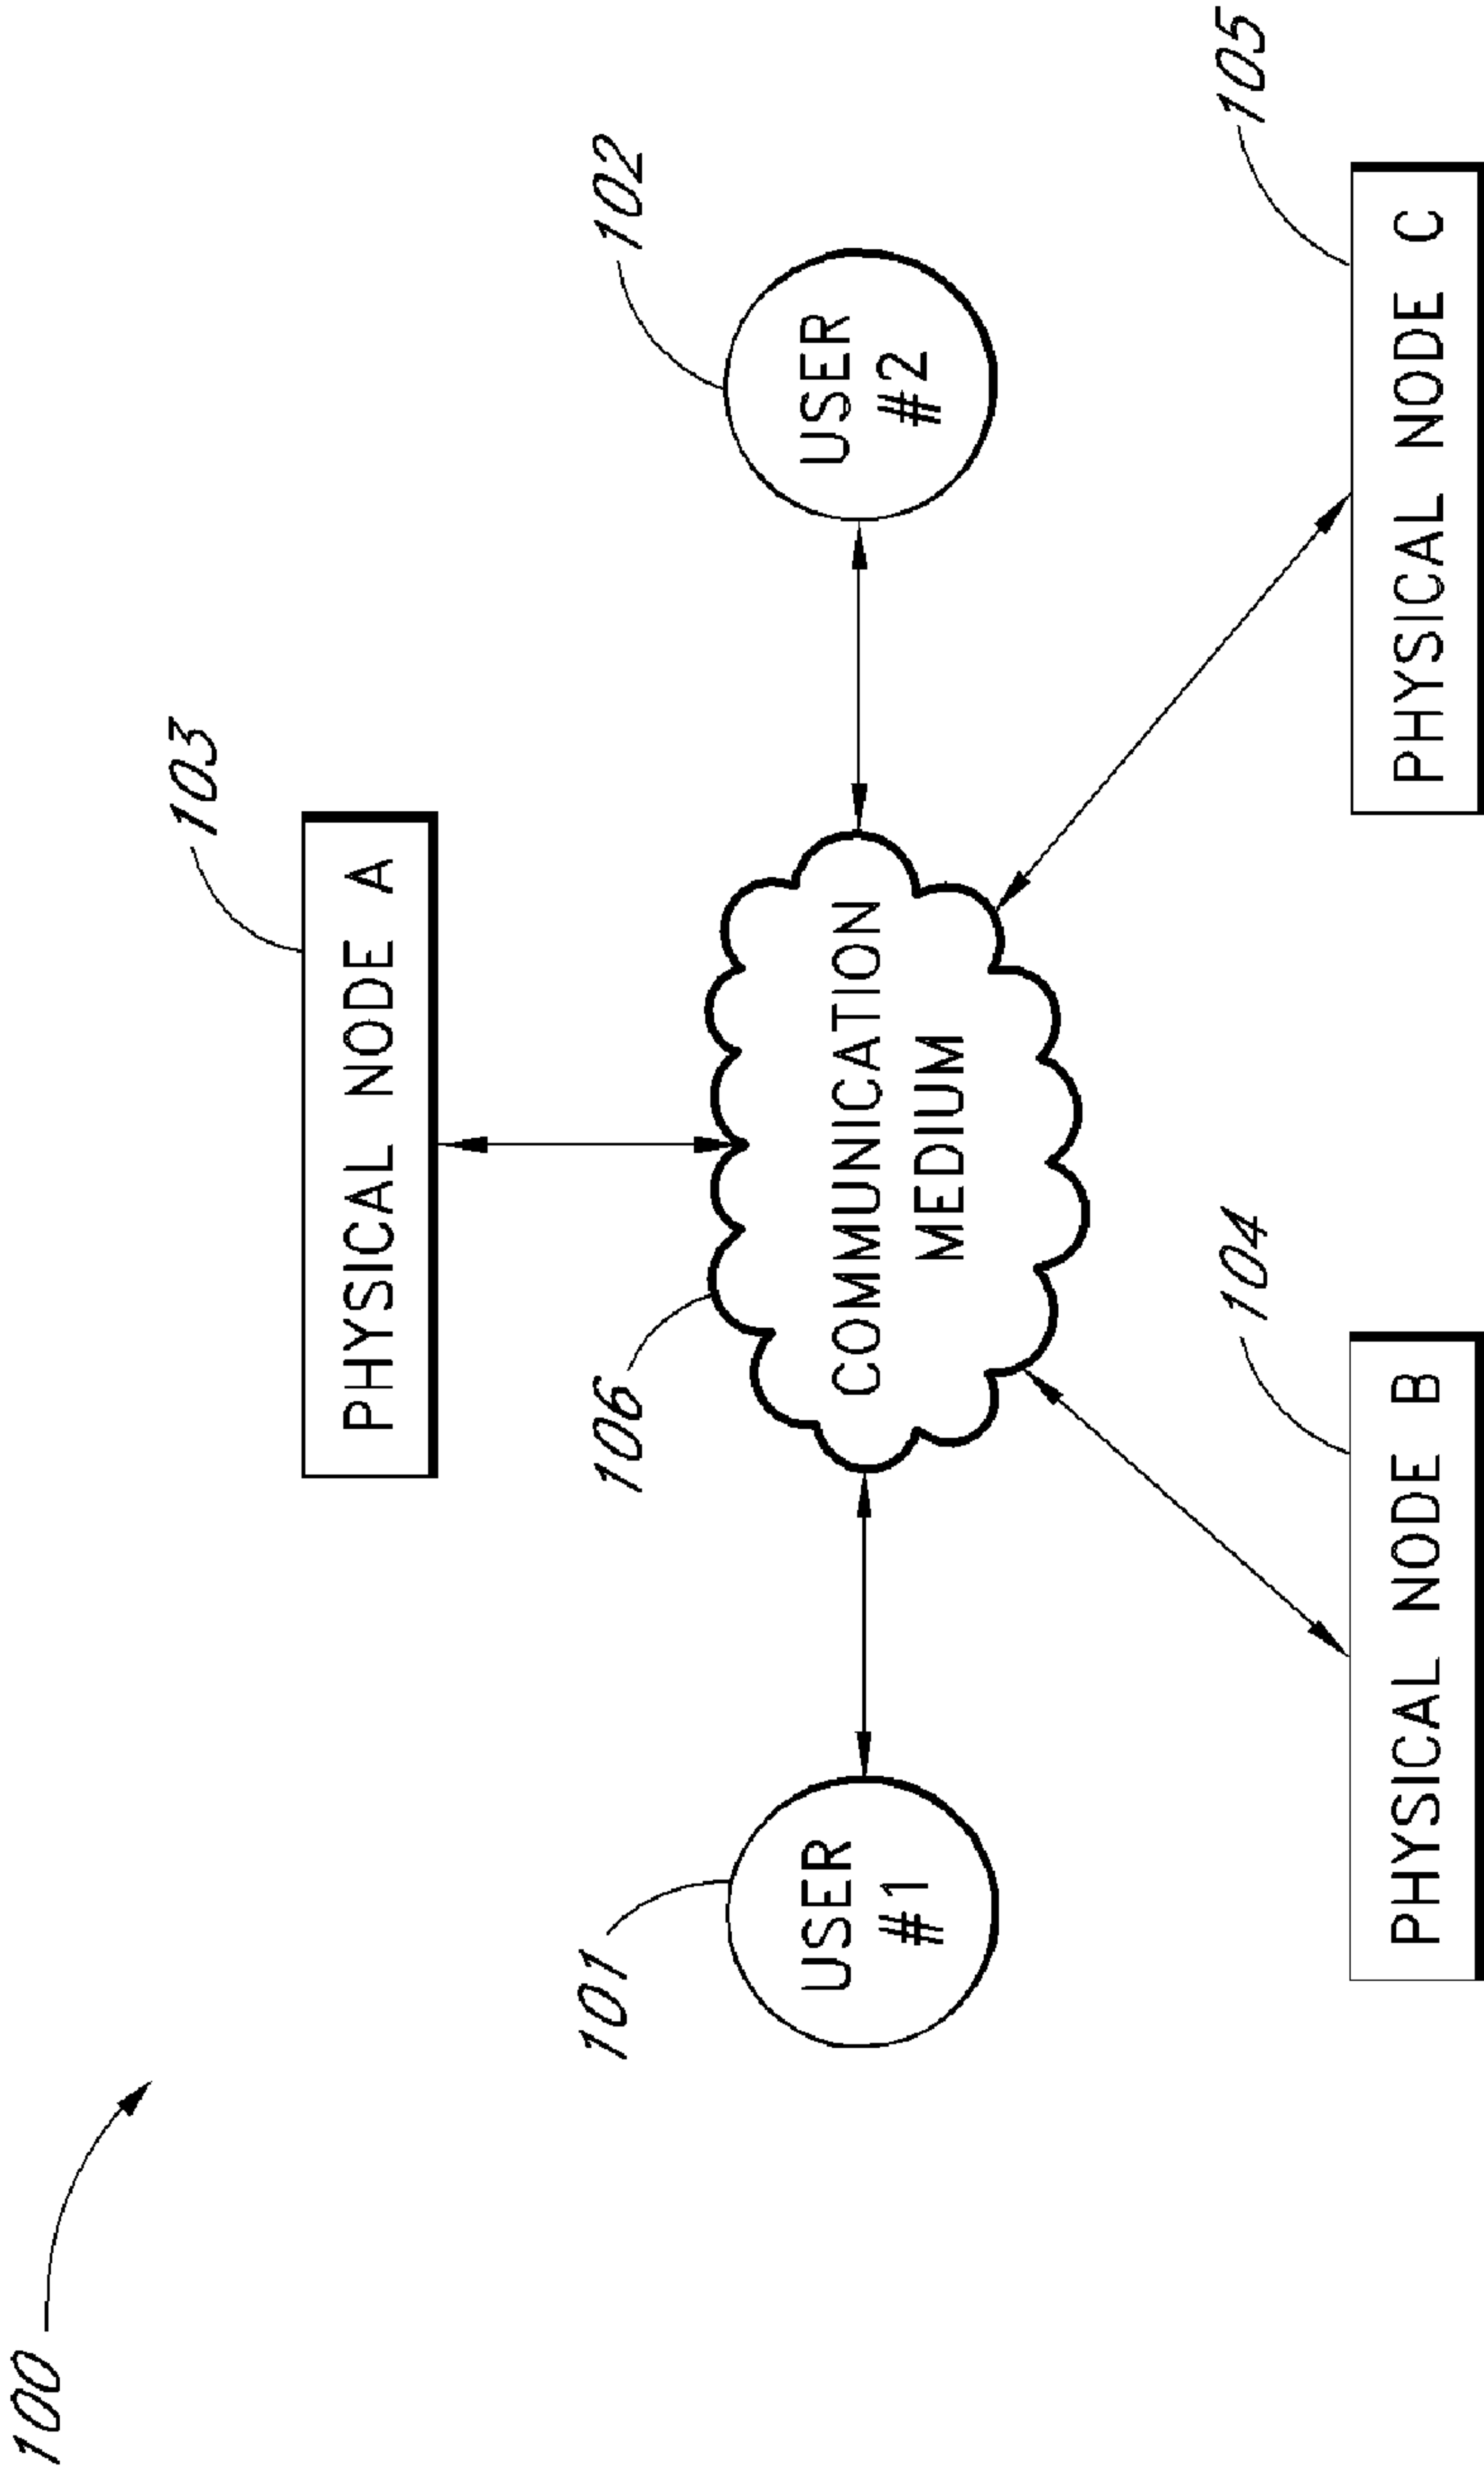 100
103
PHYSICAL NODE A
106
101
102
USER
#1
COMMUNICATION
MEDIUM
USER
#2
104
105
PHYSICAL NODE B
PHYSICAL NODE C